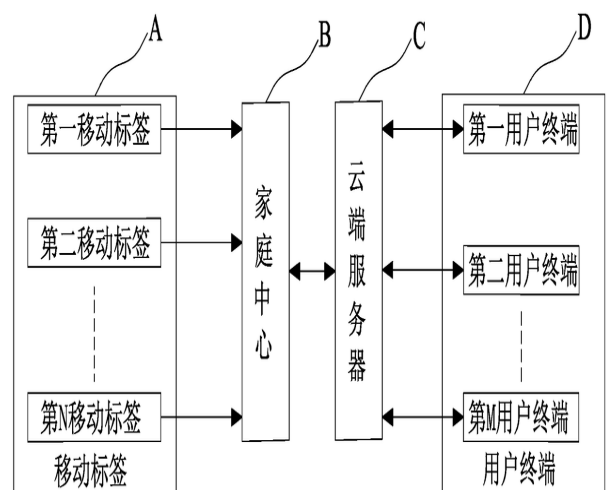 A
B
C
D
第一移动标签
第二移动标签
第N移动标签
移动标签
家庭中心
云端服务器
第一用户终端
第二用户终端
第M用户终端
用户终端